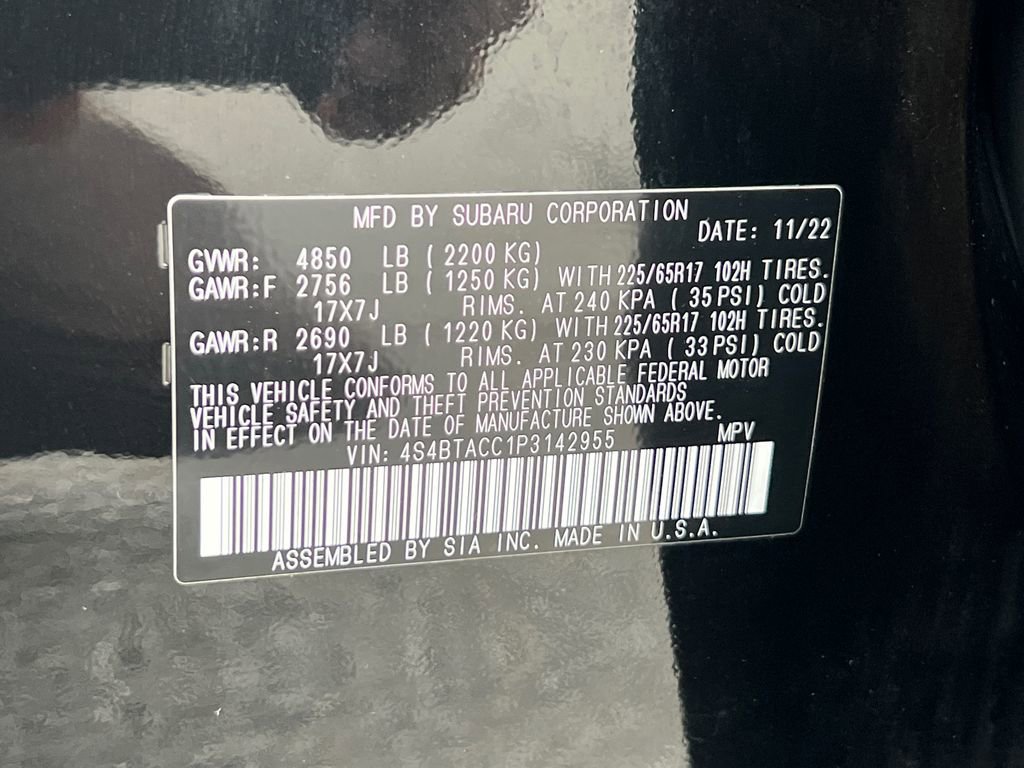 MFD BY SUBARU CORPORATION
DATE: 11/22
GVWR: 4850 LB ( 2200 KG)
GAWR:F 2756 LB ( 1250 KG) WITH 225/65R17 102H TIRES.
17X7J RIMS. AT 240 KPA ( 35 PSI) COLD
GAWR:R 2690 LB ( 1220 KG) WITH 225/65R17 102H TIRES.
17X7J RIMS. AT 230 KPA ( 33 PSI) COLD
THIS VEHICLE CONFORMS TO ALL APPLICABLE FEDERAL MOTOR
VEHICLE SAFETY AND THEFT PREVENTION STANDARDS
IN EFFECT ON THE DATE OF MANUFACTURE SHOWN ABOVE.
VIN: 4S4BTACC1P3142955 MPV
ASSEMBLED BY SIA INC. MADE IN U.S.A.